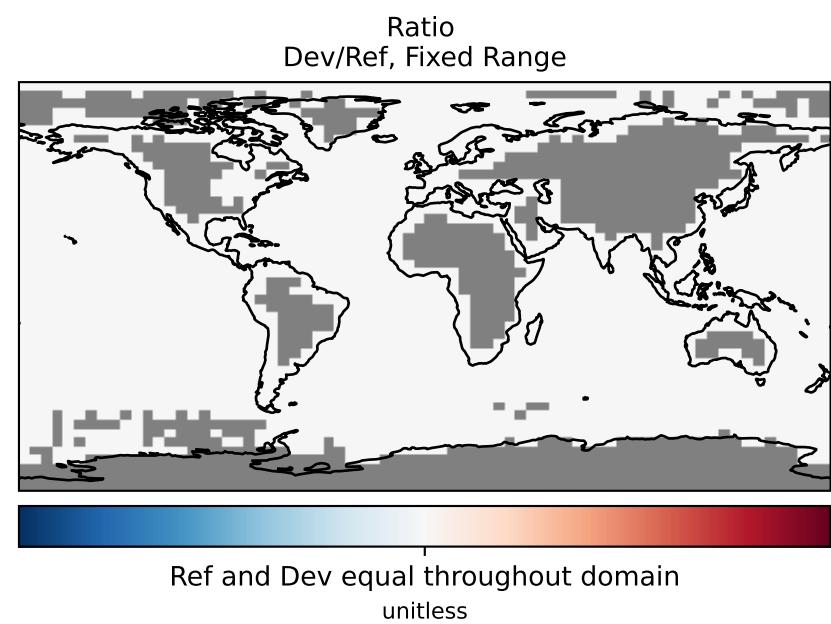 Ratio
Dev/Ref, Fixed Range
Ref and Dev equal throughout domain
unitless